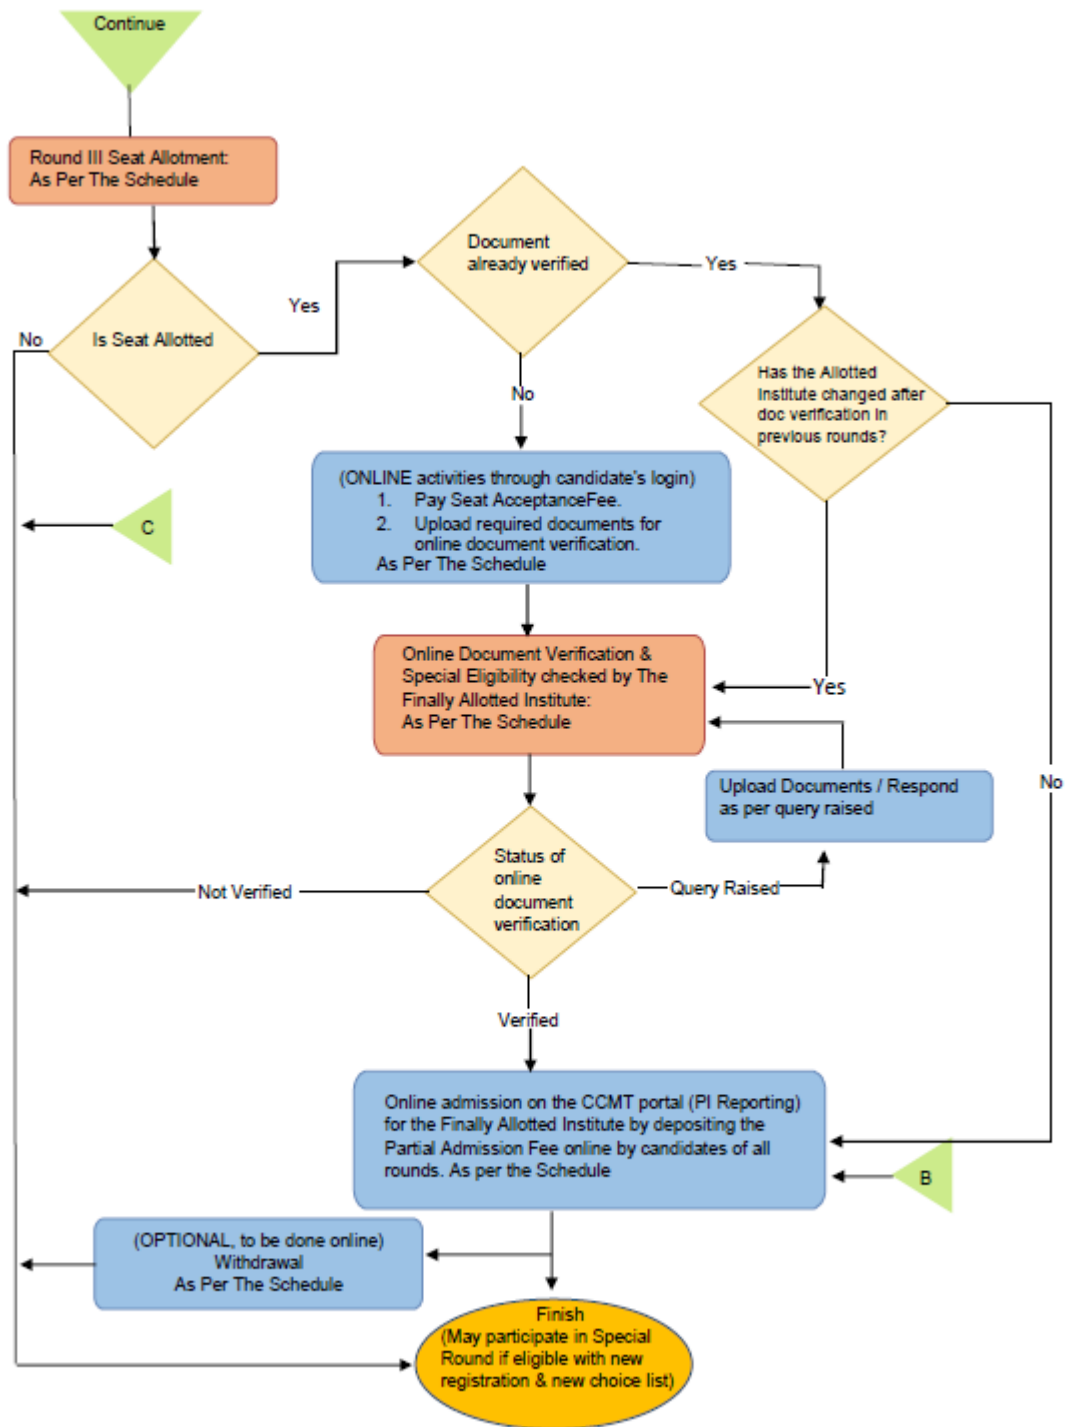 Continue
Round III Seat Allotment:
As Per The Schedule
Document
already verified
Yes
Yes
No
Is Seat Allotted
Has the Allotted
Institute changed after
doc verification in
previous rounds?
No
(ONLINE activities through candidate's login)
1. Pay Seat AcceptanceFee.
2. Upload required documents for
online document verification.
As Per The Schedule
C
Online Document Verification &
Special Eligibility checked by The
Finally Allotted Institute:
As Per The Schedule
Yes
No
Upload Documents / Respond
as per query raised
Status of
online
document
verification
Not Verified
Query Raised
Verified
Online admission on the CCMT portal (PI Reporting)
for the Finally Allotted Institute by depositing the
Partial Admission Fee online by candidates of all
rounds. As per the Schedule
B
(OPTIONAL, to be done online)
Withdrawal
As Per The Schedule
Finish
(May participate in Special
Round if eligible with new
registration & new choice list)